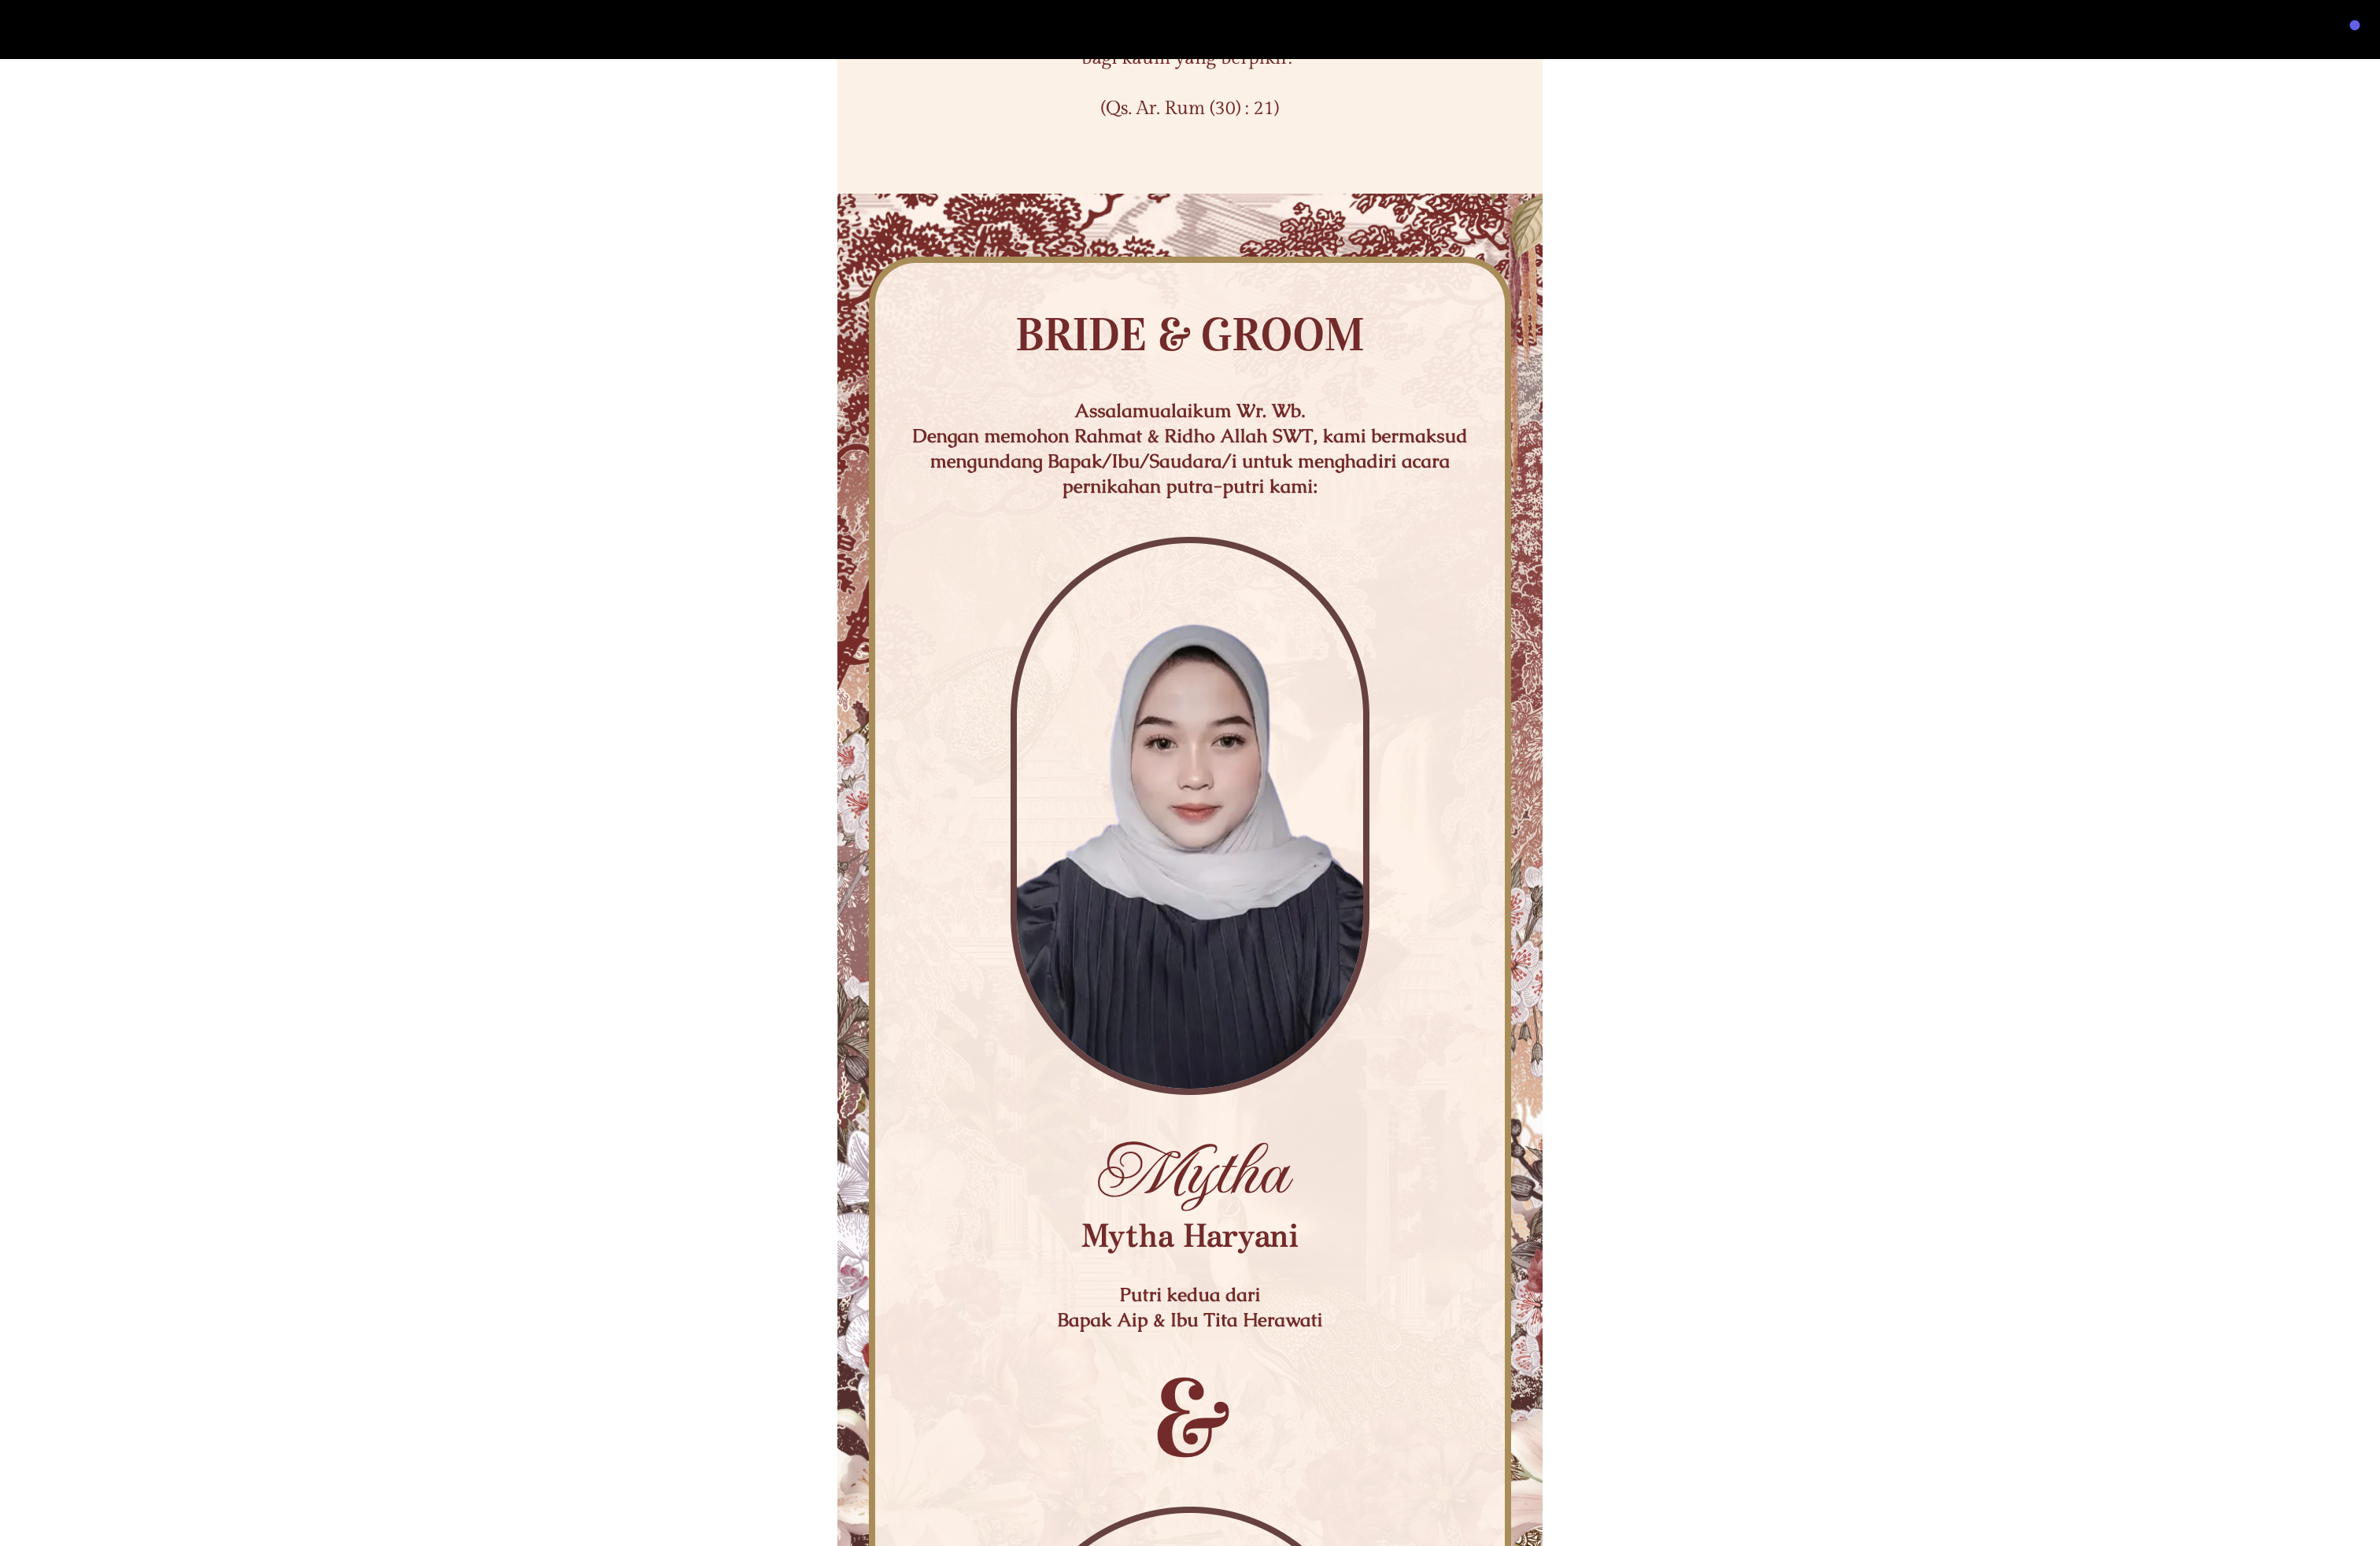 bagi kaum yang berpikir.
(Qs. Ar. Rum (30) : 21)
BRIDE & GROOM
Assalamualaikum Wr. Wb.
Dengan memohon Rahmat & Ridho Allah SWT, kami bermaksud
mengundang Bapak/Ibu/Saudara/i untuk menghadiri acara
pernikahan putra-putri kami:
Mytha
Mytha Haryani
Putri kedua dari
Bapak Aip & Ibu Tita Herawati
&